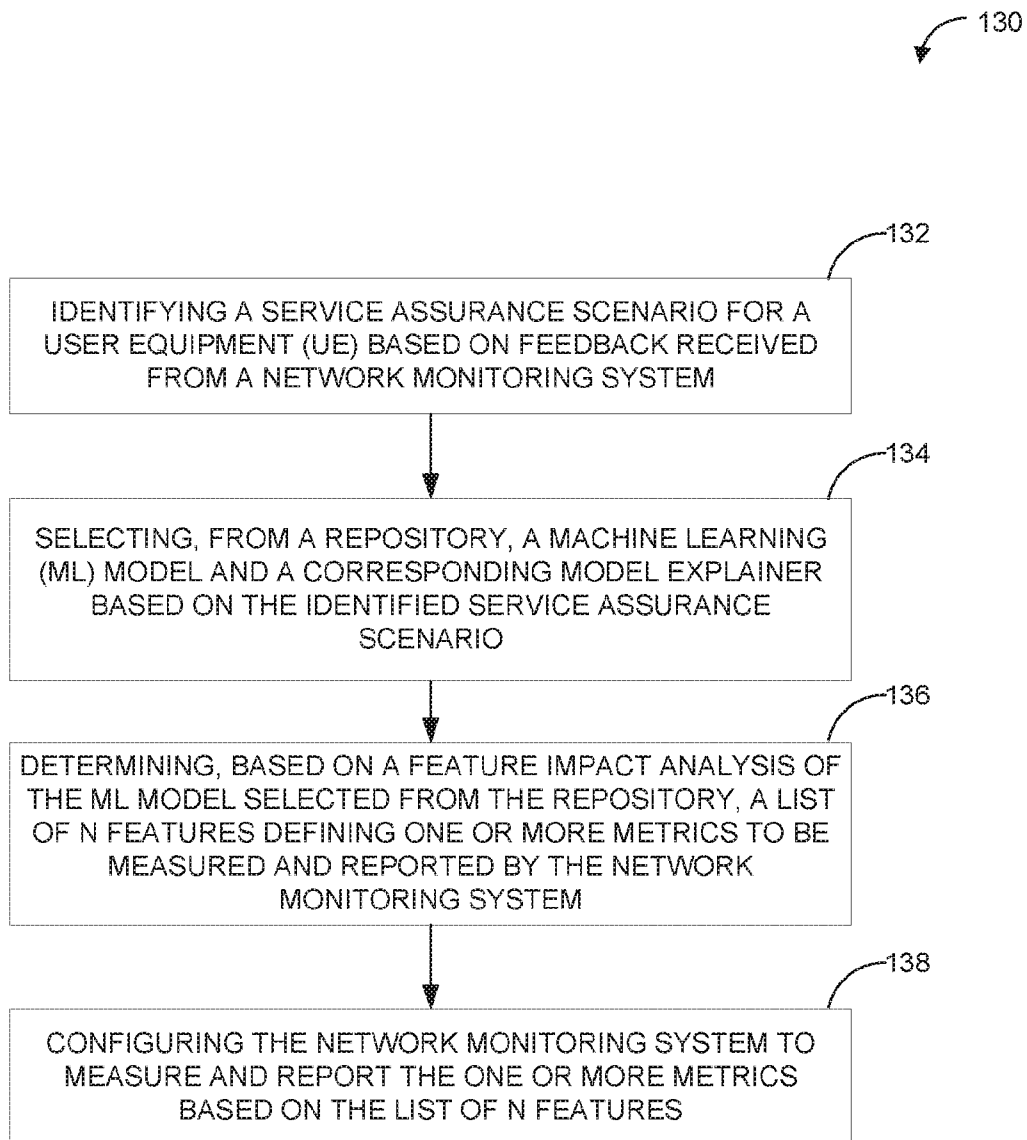 130
132
IDENTIFYING A SERVICE ASSURANCE SCENARIO FOR A
USER EQUIPMENT (UE) BASED ON FEEDBACK RECEIVED
FROM A NETWORK MONITORING SYSTEM
134
SELECTING, FROM A REPOSITORY, A MACHINE LEARNING
(ML) MODEL AND A CORRESPONDING MODEL EXPLAINER
BASED ON THE IDENTIFIED SERVICE ASSURANCE
SCENARIO
136
DETERMINING, BASED ON A FEATURE IMPACT ANALYSIS OF
THE ML MODEL SELECTED FROM THE REPOSITORY, A LIST
OF N FEATURES DEFINING ONE OR MORE METRICS TO BE
MEASURED AND REPORTED BY THE NETWORK
MONITORING SYSTEM
138
CONFIGURING THE NETWORK MONITORING SYSTEM TO
MEASURE AND REPORT THE ONE OR MORE METRICS
BASED ON THE LIST OF N FEATURES